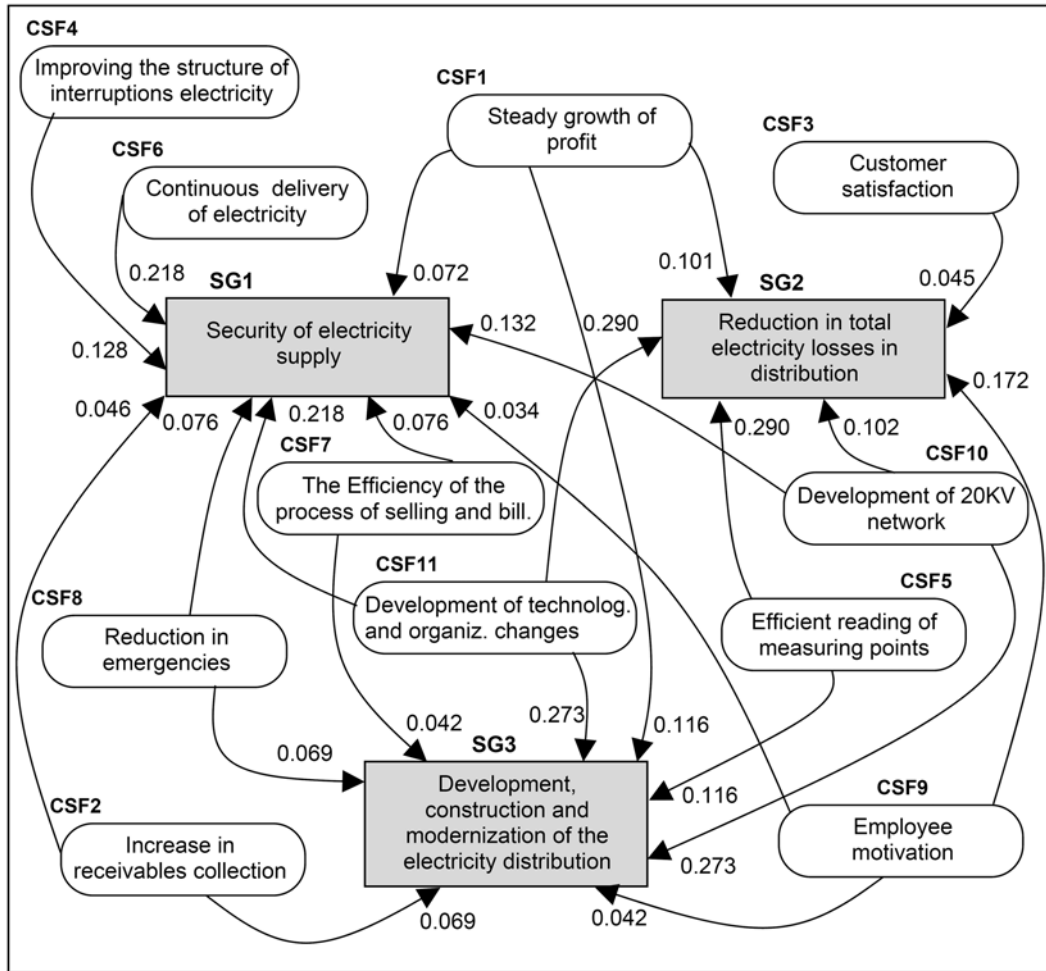 CSF4
Improving the structure of
interruptions electricity
CSF1
Steady growth of
profit
CSF3
Customer
satisfaction
CSF6
Continuous delivery
of electricity
0.218
SG1
0.072
0.101
SG2
0.045
Security of electricity
supply
0.132
0.290
Reduction in total
electricity losses in
distribution
0.128
0.172
0.046
0.076
0.218
0.076
0.034
0.290
0.102
CSF7
The Efficiency of the
process of selling and bill.
CSF10
Development of 20KV
network
CSF11
Development of technolog.
and organiz. changes
CSF5
Efficient reading of
measuring points
CSF8
Reduction in
emergencies
0.069
0.042
SG3
0.273
0.116
Development,
construction and
modernization of the
electricity distribution
0.116
0.273
CSF9
Employee
motivation
CSF2
Increase in
receivables collection
0.069
0.042